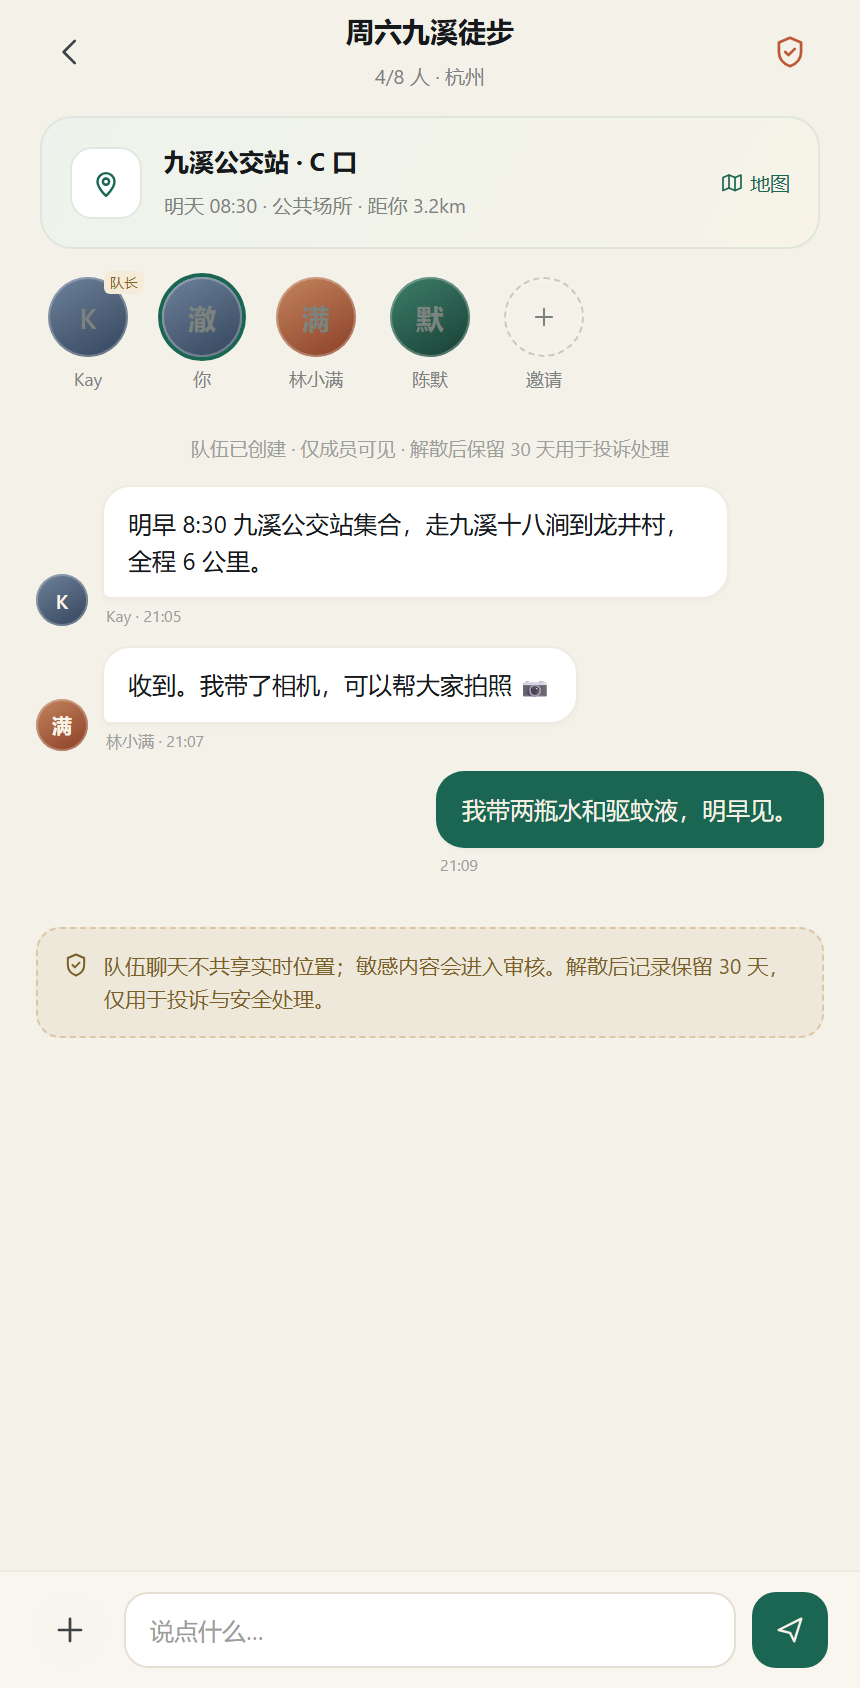 周六九溪徒步
4/8 人 · 杭州
九溪公交站 · C 口
明天 08:30 · 公共场所 · 距你 3.2km
地图
队长
K
澈
满
默
Kay
你
林小满
陈默
邀请
队伍已创建 · 仅成员可见 · 解散后保留 30 天用于投诉处理
明早 8:30 九溪公交站集合，走九溪十八涧到龙井村，
全程 6 公里。
K
Kay · 21:05
收到。我带了相机，可以帮大家拍照 📷
满
林小满 · 21:07
我带两瓶水和驱蚊液，明早见。
21:09
队伍聊天不共享实时位置；敏感内容会进入审核。解散后记录保留 30 天，
仅用于投诉与安全处理。
说点什么...